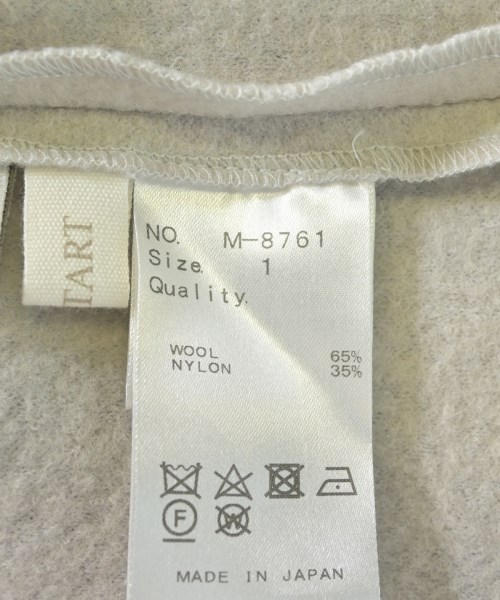 TART
NO. M-8761
Size. 1
Quality.
WOOL 65%
NYLON 35%
F W
MADE IN JAPAN